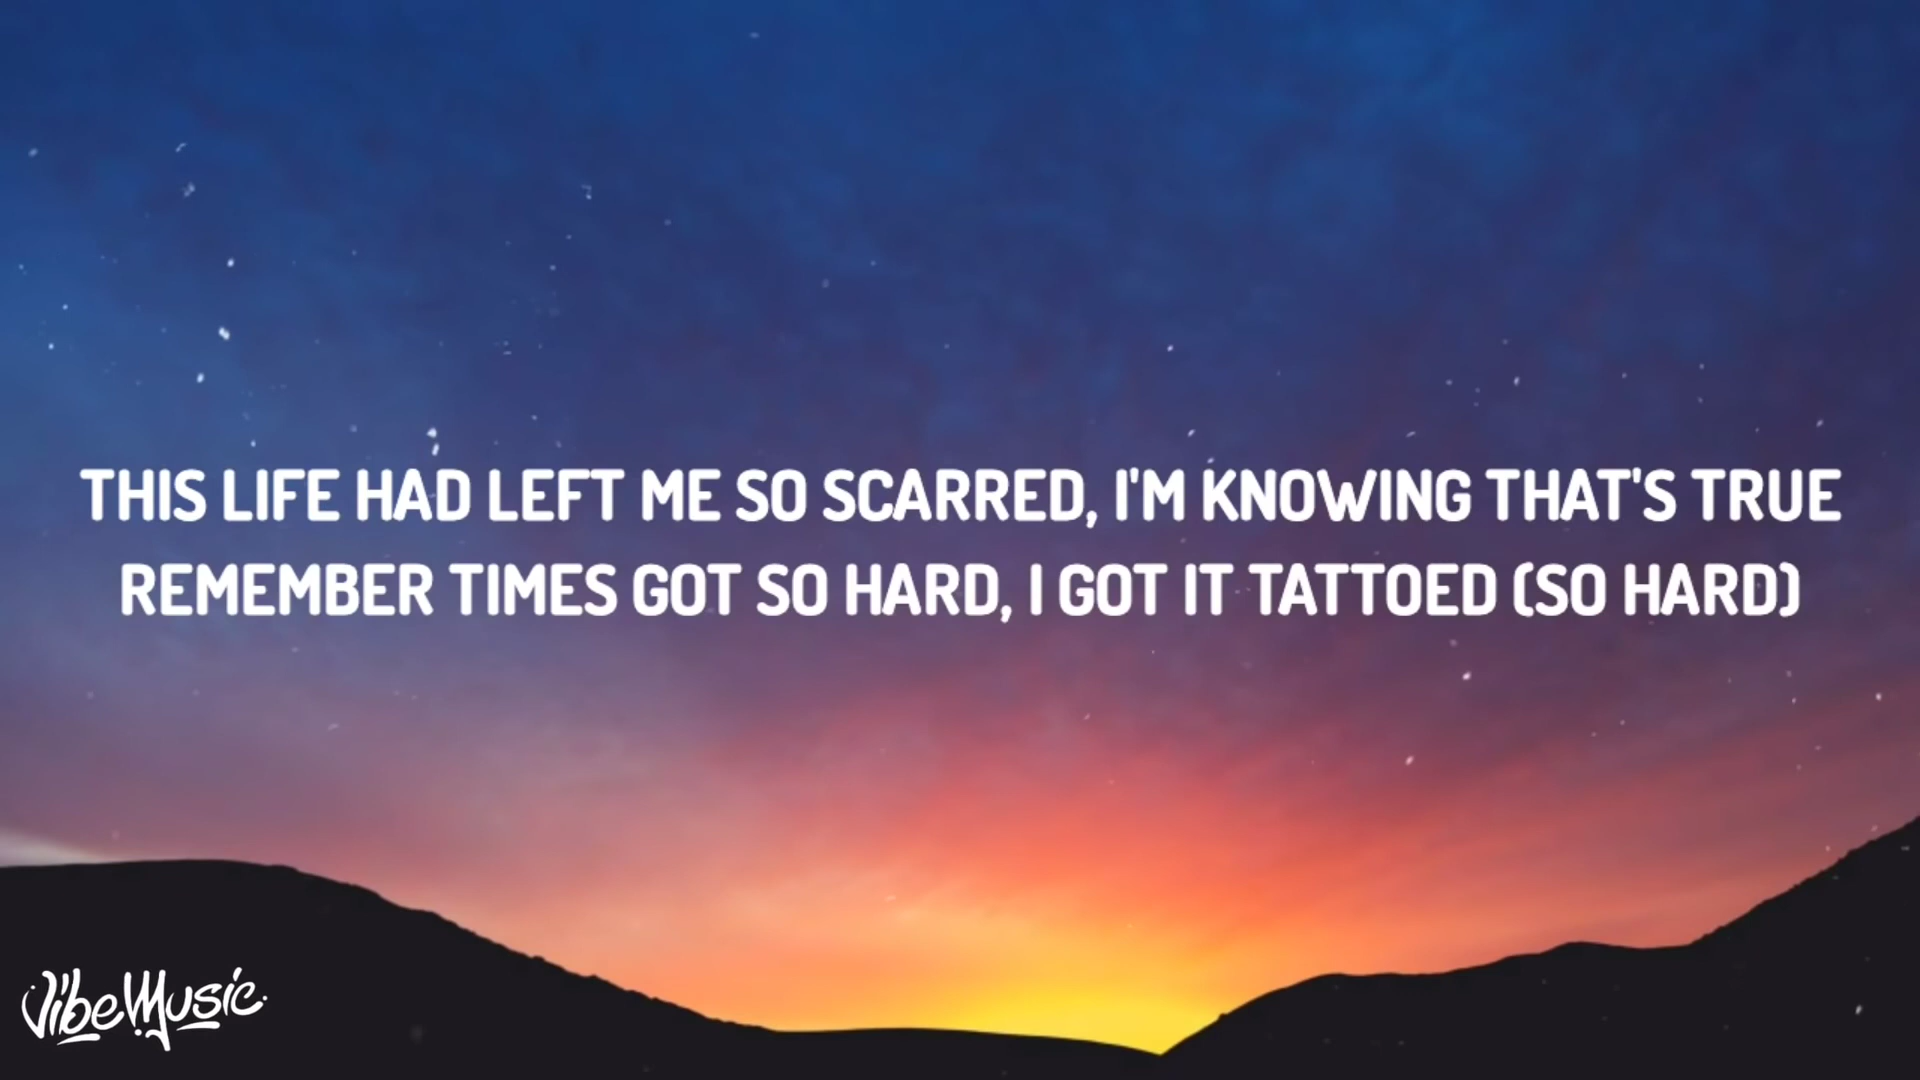 THIS LIFE HAD LEFT ME SO SCARRED, I'M KNOWING THAT'S TRUE
REMEMBER TIMES GOT SO HARD, I GOT IT TATTOED (SO HARD)
VibeMusic